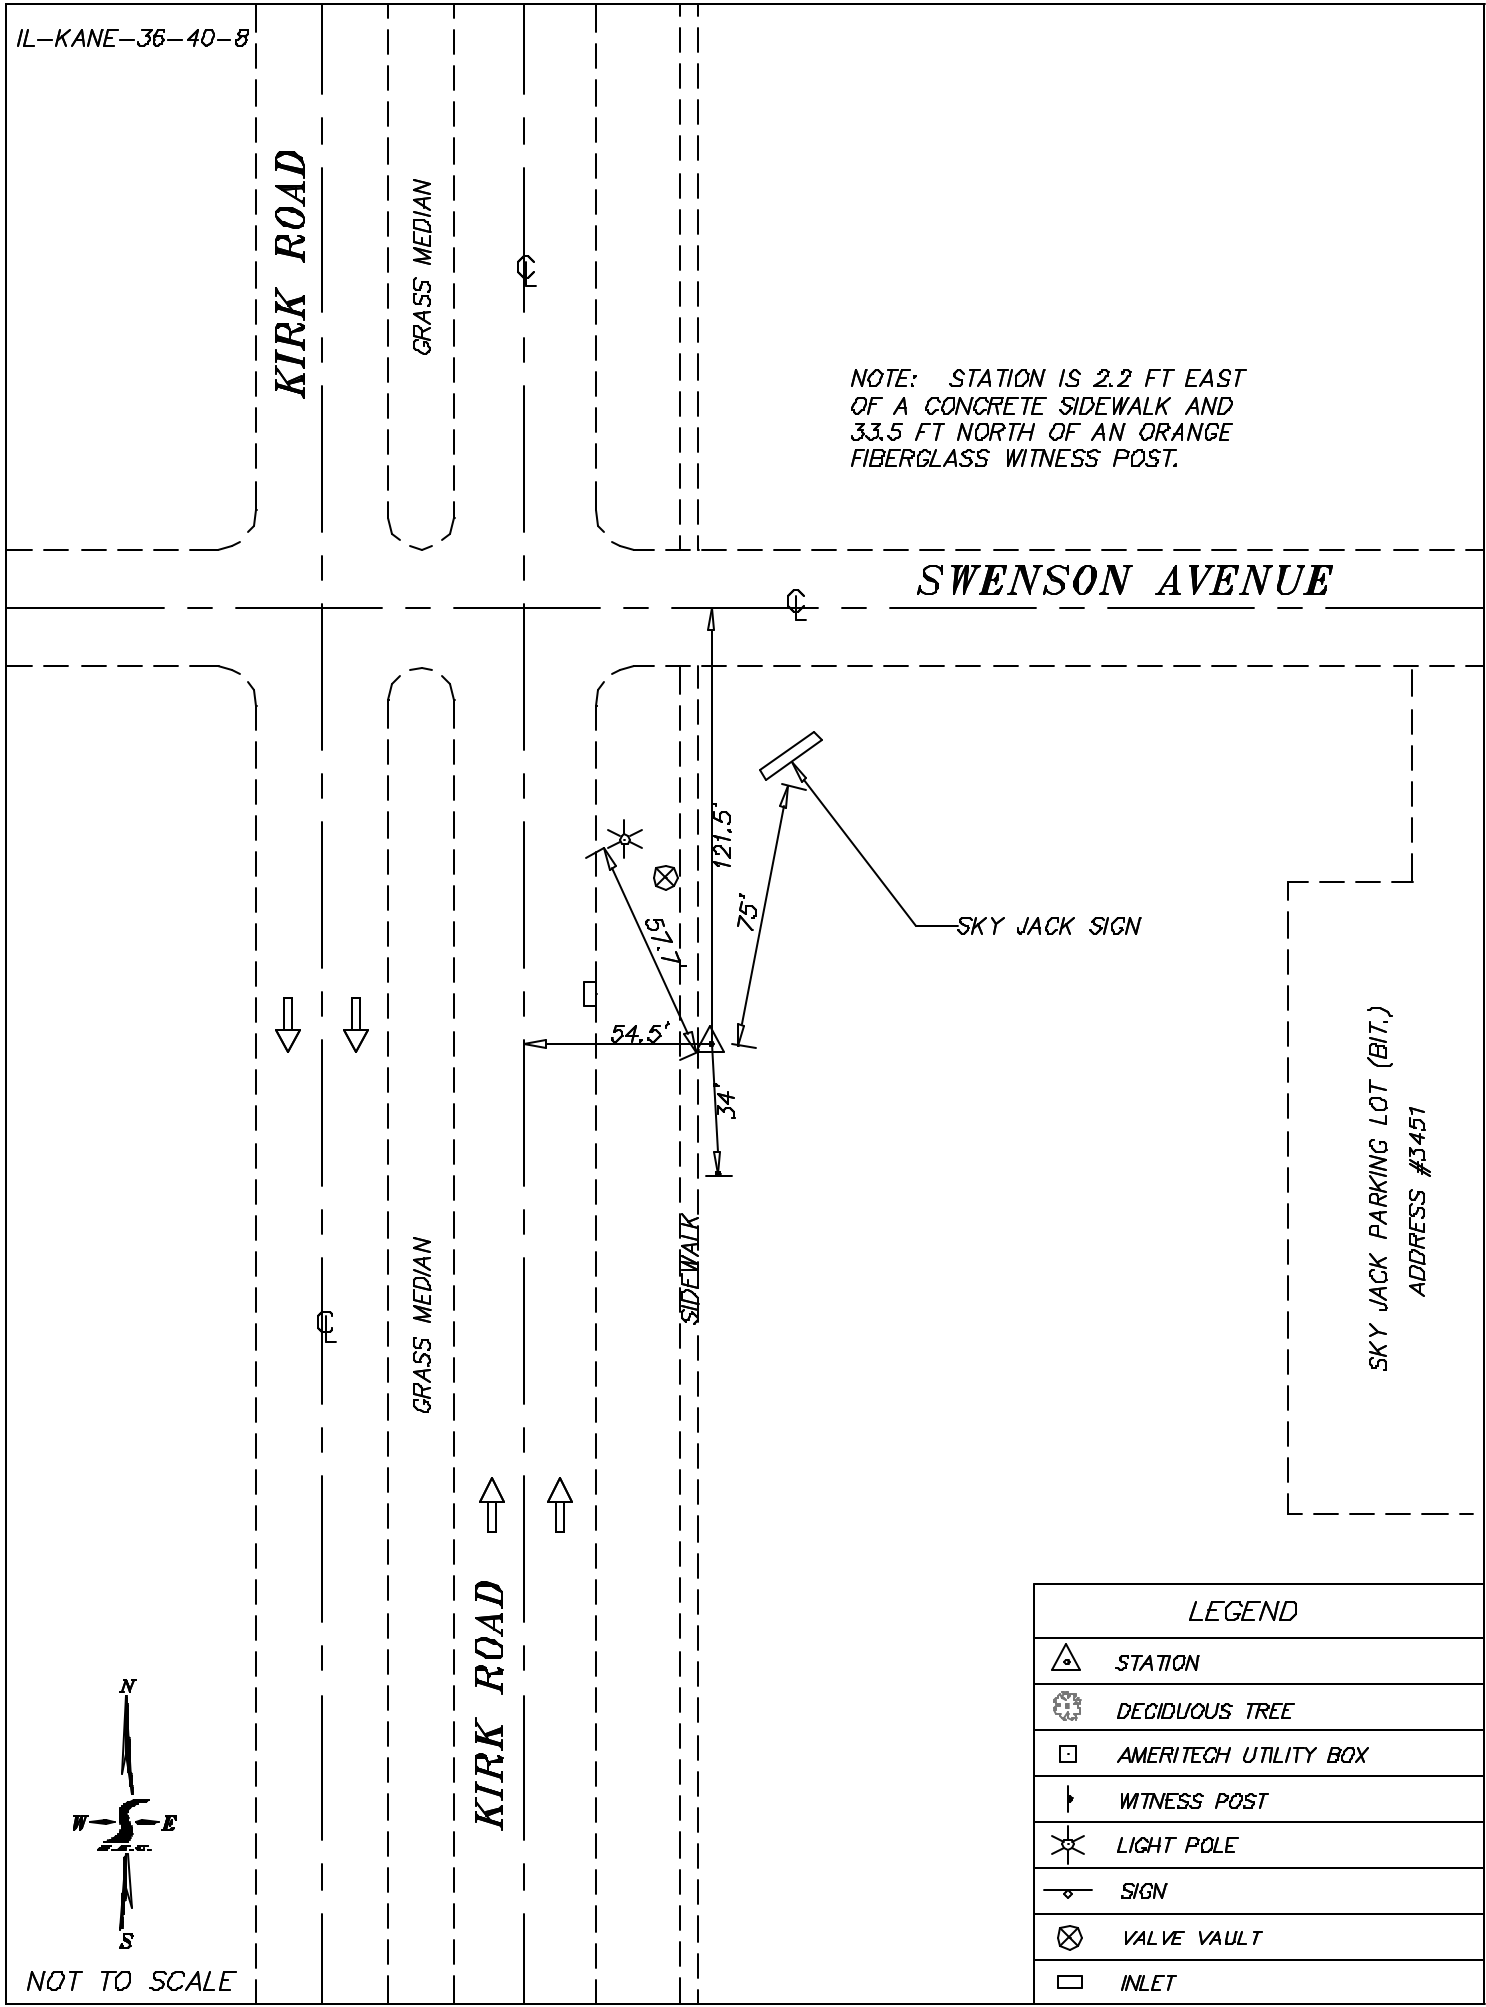 IL-KANE-36-40-8
KIRK ROAD
GRASS MEDIAN
℄
NOTE: STATION IS 2.2 FT EAST
OF A CONCRETE SIDEWALK AND
33.5 FT NORTH OF AN ORANGE
FIBERGLASS WITNESS POST.
SWENSON AVENUE
℄
121.5'
75'
57.7'
SKY JACK SIGN
54.5'
34'
SIDEWALK
GRASS MEDIAN
℄
SKY JACK PARKING LOT (BIT.)
ADDRESS #3451
KIRK ROAD
N
W E
S
NOT TO SCALE
LEGEND
STATION
DECIDUOUS TREE
AMERITECH UTILITY BOX
WITNESS POST
LIGHT POLE
SIGN
VALVE VAULT
INLET